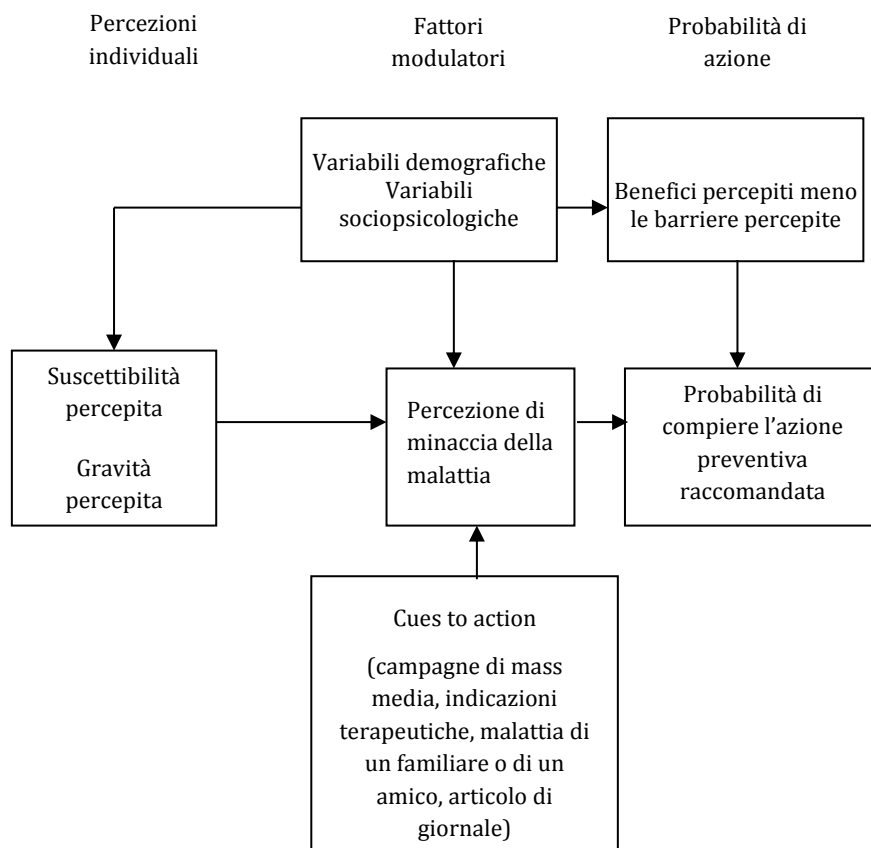 Percezioni
individuali
Fattori
modulatori
Probabilità di
azione
Variabili demografiche
Variabili
sociopsicologiche
Benefici percepiti meno
le barriere percepite
Suscettibilità
percepita
Gravità
percepita
Percezione di
minaccia della
malattia
Probabilità di
compiere l’azione
preventiva
raccomandata
Cues to action
(campagne di mass
media, indicazioni
terapeutiche, malattia di
un familiare o di un
amico, articolo di
giornale)